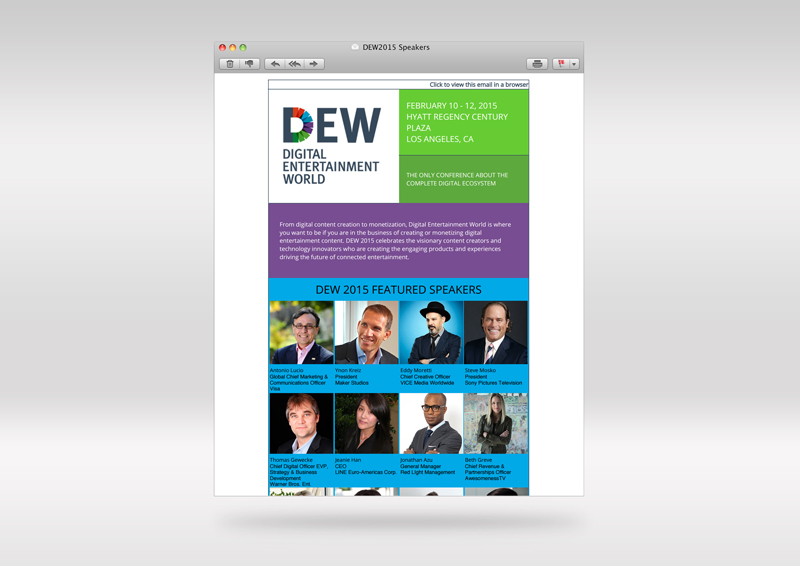 DEW2015 Speakers
Click to view this email in a browser
DEW
DIGITAL
ENTERTAINMENT
WORLD
FEBRUARY 10 - 12, 2015
HYATT REGENCY CENTURY
PLAZA
LOS ANGELES, CA
THE ONLY CONFERENCE ABOUT THE
COMPLETE DIGITAL ECOSYSTEM
From digital content creation to monetization, Digital Entertainment World is where
you want to be if you are in the business of creating or monetizing digital
entertainment content. DEW 2015 celebrates the visionary content creators and
technology innovators who are creating the engaging products and experiences
driving the future of connected entertainment.
DEW 2015 FEATURED SPEAKERS
Antonio Lucio
Global Chief Marketing &
Communications Officer
Visa
Ynon Kreiz
President
Maker Studios
Eddy Moretti
Chief Creative Officer
VICE Media Worldwide
Steve Mosko
President
Sony Pictures Television
Thomas Gewecke
Chief Digital Officer EVP,
Strategy & Business
Development
Warner Bros. Ent.
Jeanie Han
CEO
LINE Euro-Americas Corp.
Jonathan Azu
General Manager
Red Light Management
Beth Greve
Chief Revenue &
Partnerships Officer
AwesomenessTV